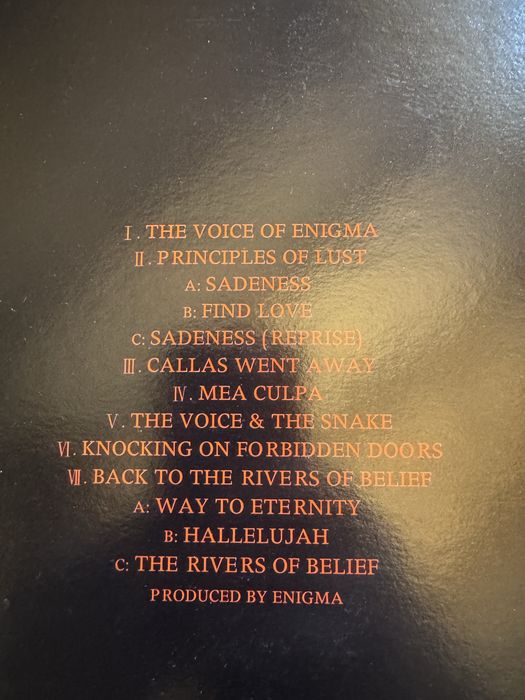 I. THE VOICE OF ENIGMA
II. PRINCIPLES OF LUST
A: SADENESS
B: FIND LOVE
C: SADENESS (REPRISE)
III. CALLAS WENT AWAY
IV. MEA CULPA
V. THE VOICE & THE SNAKE
VI. KNOCKING ON FORBIDDEN DOORS
VII. BACK TO THE RIVERS OF BELIEF
A: WAY TO ETERNITY
B: HALLELUJAH
C: THE RIVERS OF BELIEF
PRODUCED BY ENIGMA